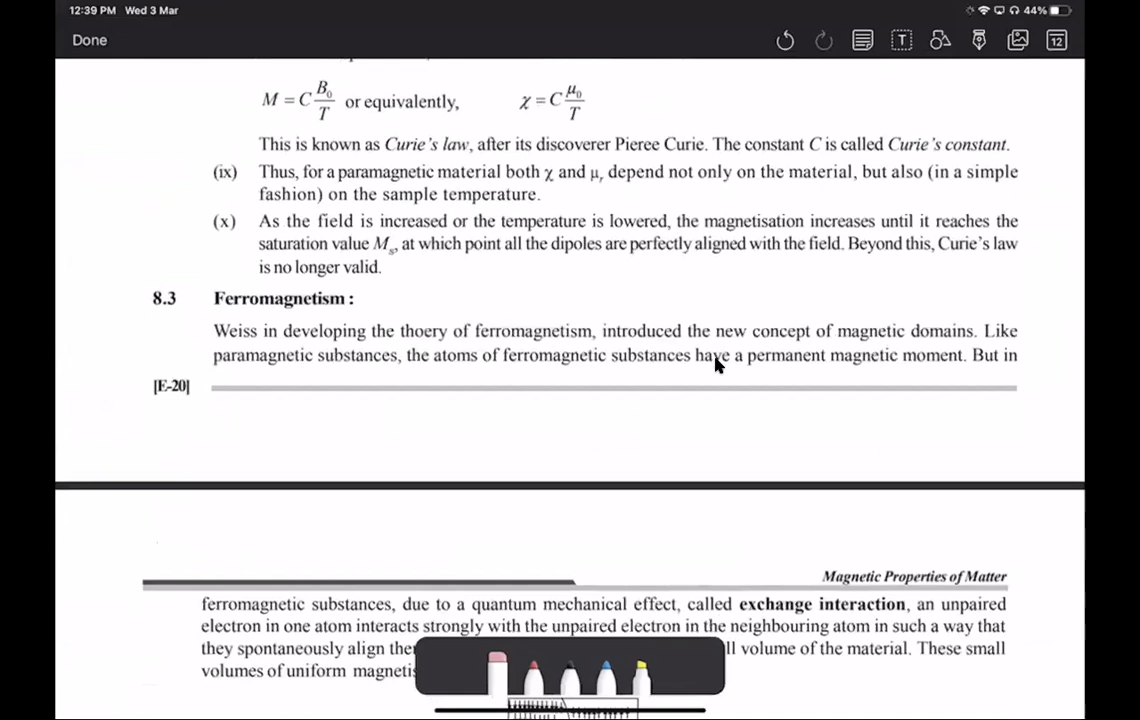 12:39 PM Wed 3 Mar
44%
Done
T
12
M = C B₀/T or equivalently, χ = C μ₀/T
This is known as Curie's law, after its discoverer Pieree Curie. The constant C is called Curie's constant.
(ix) Thus, for a paramagnetic material both χ and μᵣ depend not only on the material, but also (in a simple
fashion) on the sample temperature.
(x) As the field is increased or the temperature is lowered, the magnetisation increases until it reaches the
saturation value Mₛ, at which point all the dipoles are perfectly aligned with the field. Beyond this, Curie's law
is no longer valid.
8.3 Ferromagnetism :
Weiss in developing the thoery of ferromagnetism, introduced the new concept of magnetic domains. Like
paramagnetic substances, the atoms of ferromagnetic substances have a permanent magnetic moment. But in
[E-20]
Magnetic Properties of Matter
ferromagnetic substances, due to a quantum mechanical effect, called exchange interaction, an unpaired
electron in one atom interacts strongly with the unpaired electron in the neighbouring atom in such a way that
they spontaneously align the ll volume of the material. These small
volumes of uniform magneti